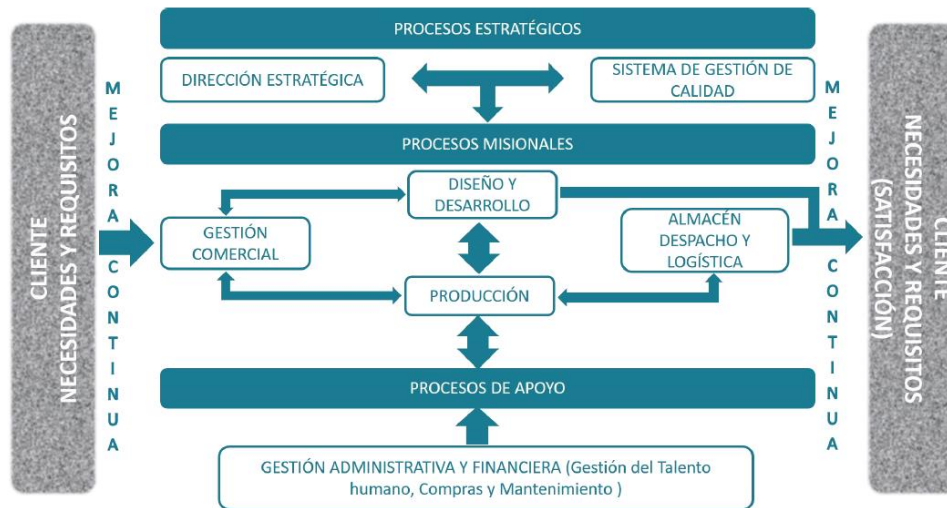 PROCESOS ESTRATÉGICOS
DIRECCIÓN ESTRATÉGICA
SISTEMA DE GESTIÓN DE
CALIDAD
CLIENTE
NECESIDADES Y REQUISITOS
MEJORA CONTINUA
PROCESOS MISIONALES
DISEÑO Y
DESARROLLO
GESTIÓN
COMERCIAL
ALMACÉN
DESPACHO Y
LOGÍSTICA
PRODUCCIÓN
PROCESOS DE APOYO
GESTIÓN ADMINISTRATIVA Y FINANCIERA (Gestión del Talento
humano, Compras y Mantenimiento )
MEJORA CONTINUA
CLIENTE
NECESIDADES Y REQUISITOS
(SATISFACCIÓN)